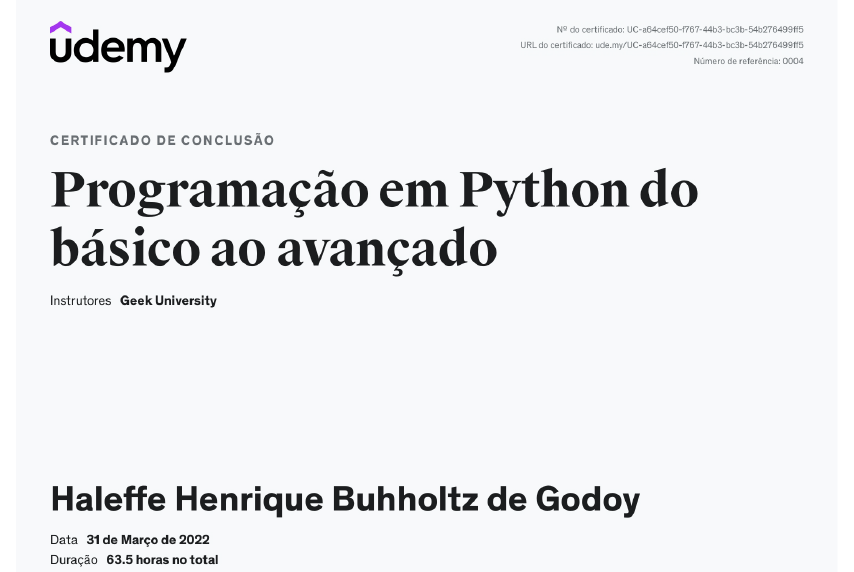 udemy
Nº do certificado: UC-a64cef50-f767-44b3-bc3b-54b276499ff5
URL do certificado: ude.my/UC-a64cef50-f767-44b3-bc3b-54b276499ff5
Número de referência: 0004
CERTIFICADO DE CONCLUSÃO
Programação em Python do
básico ao avançado
Instrutores Geek University
Haleffe Henrique Buhholtz de Godoy
Data 31 de Março de 2022
Duração 63.5 horas no total